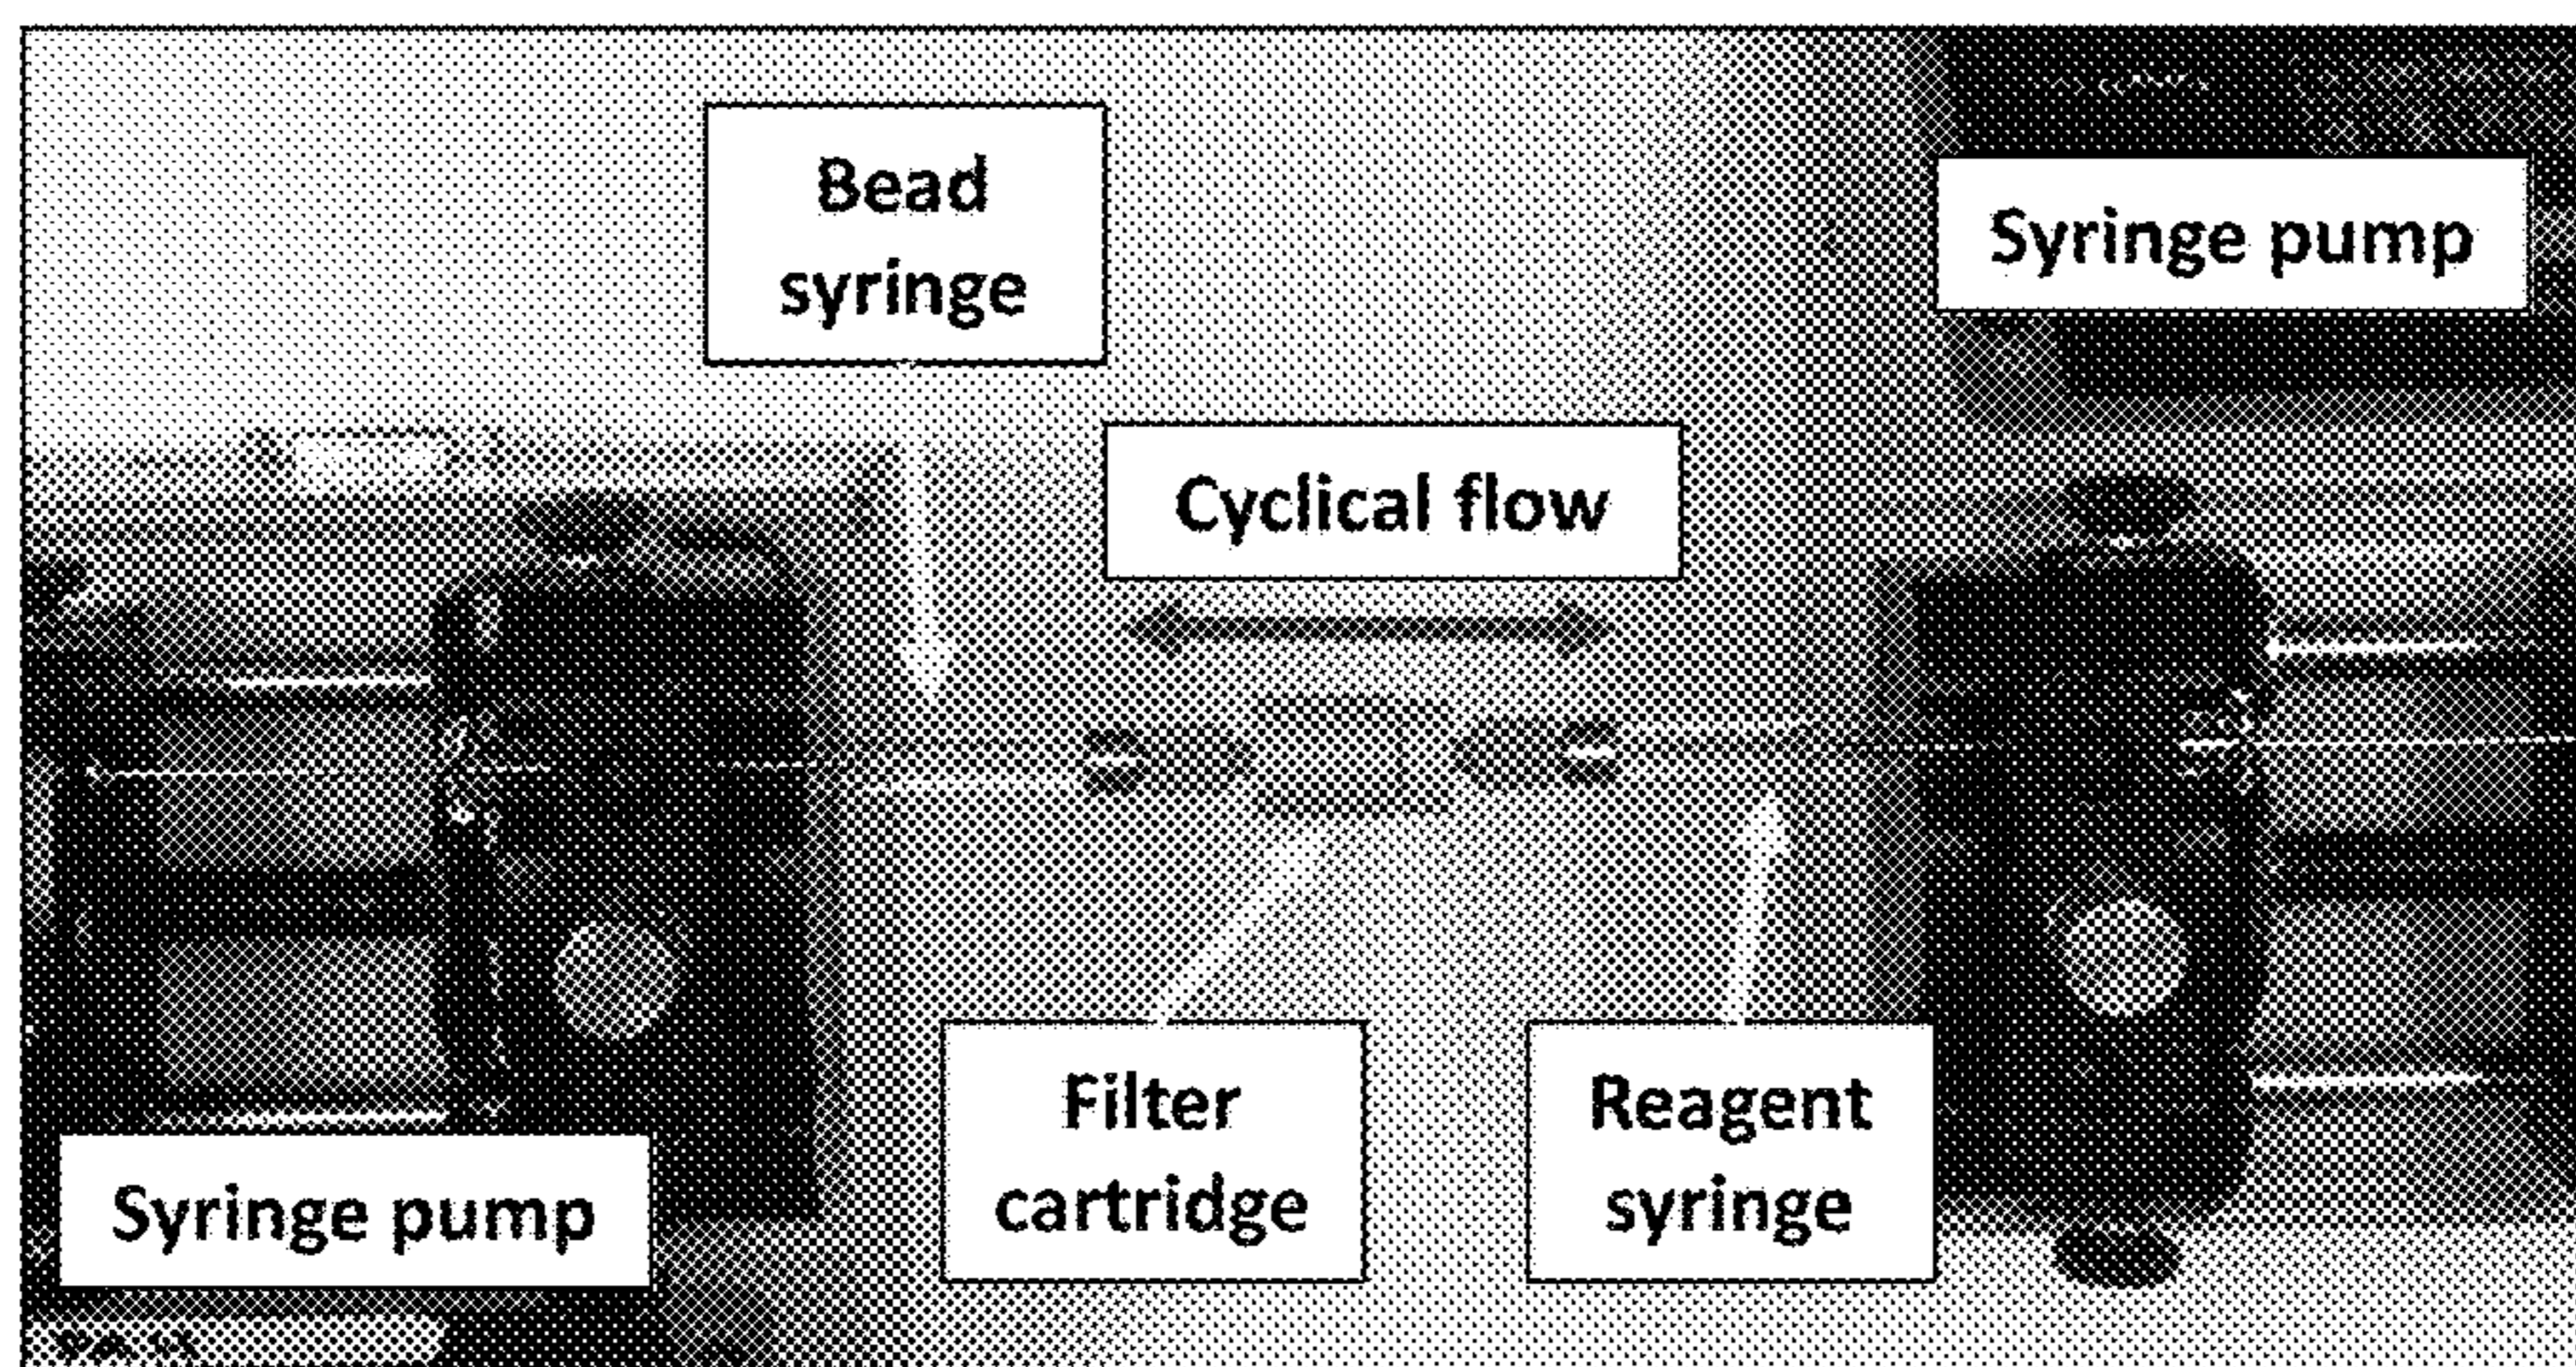 Bead
syringe
Syringe pump
Cyclical flow
Filter
cartridge
Reagent
syringe
Syringe pump